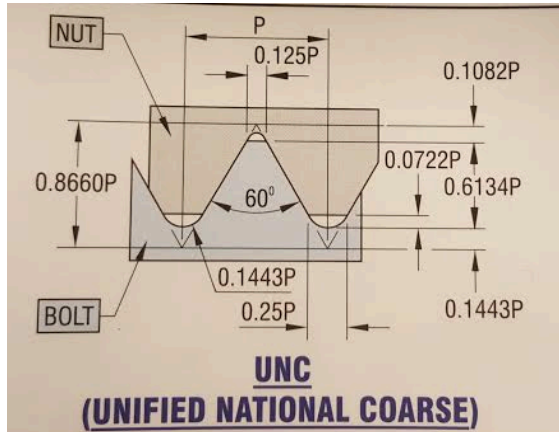 P
NUT
0.125P
0.1082P
0.0722P
0.8660P
0.6134P
60⁰
0.1443P
0.1443P
BOLT
0.25P
UNC
(UNIFIED NATIONAL COARSE)